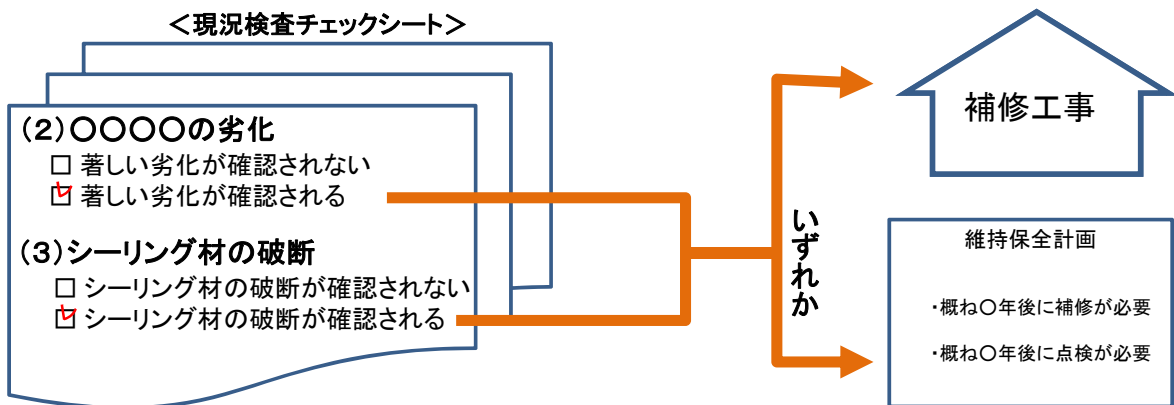 ＜現況検査チェックシート＞
（２）〇〇〇〇の劣化
□ 著しい劣化が確認されない
☑ 著しい劣化が確認される
（３）シーリング材の破断
□ シーリング材の破断が確認されない
☑ シーリング材の破断が確認される
いずれか
補修工事
維持保全計画
・概ね〇年後に補修が必要
・概ね〇年後に点検が必要